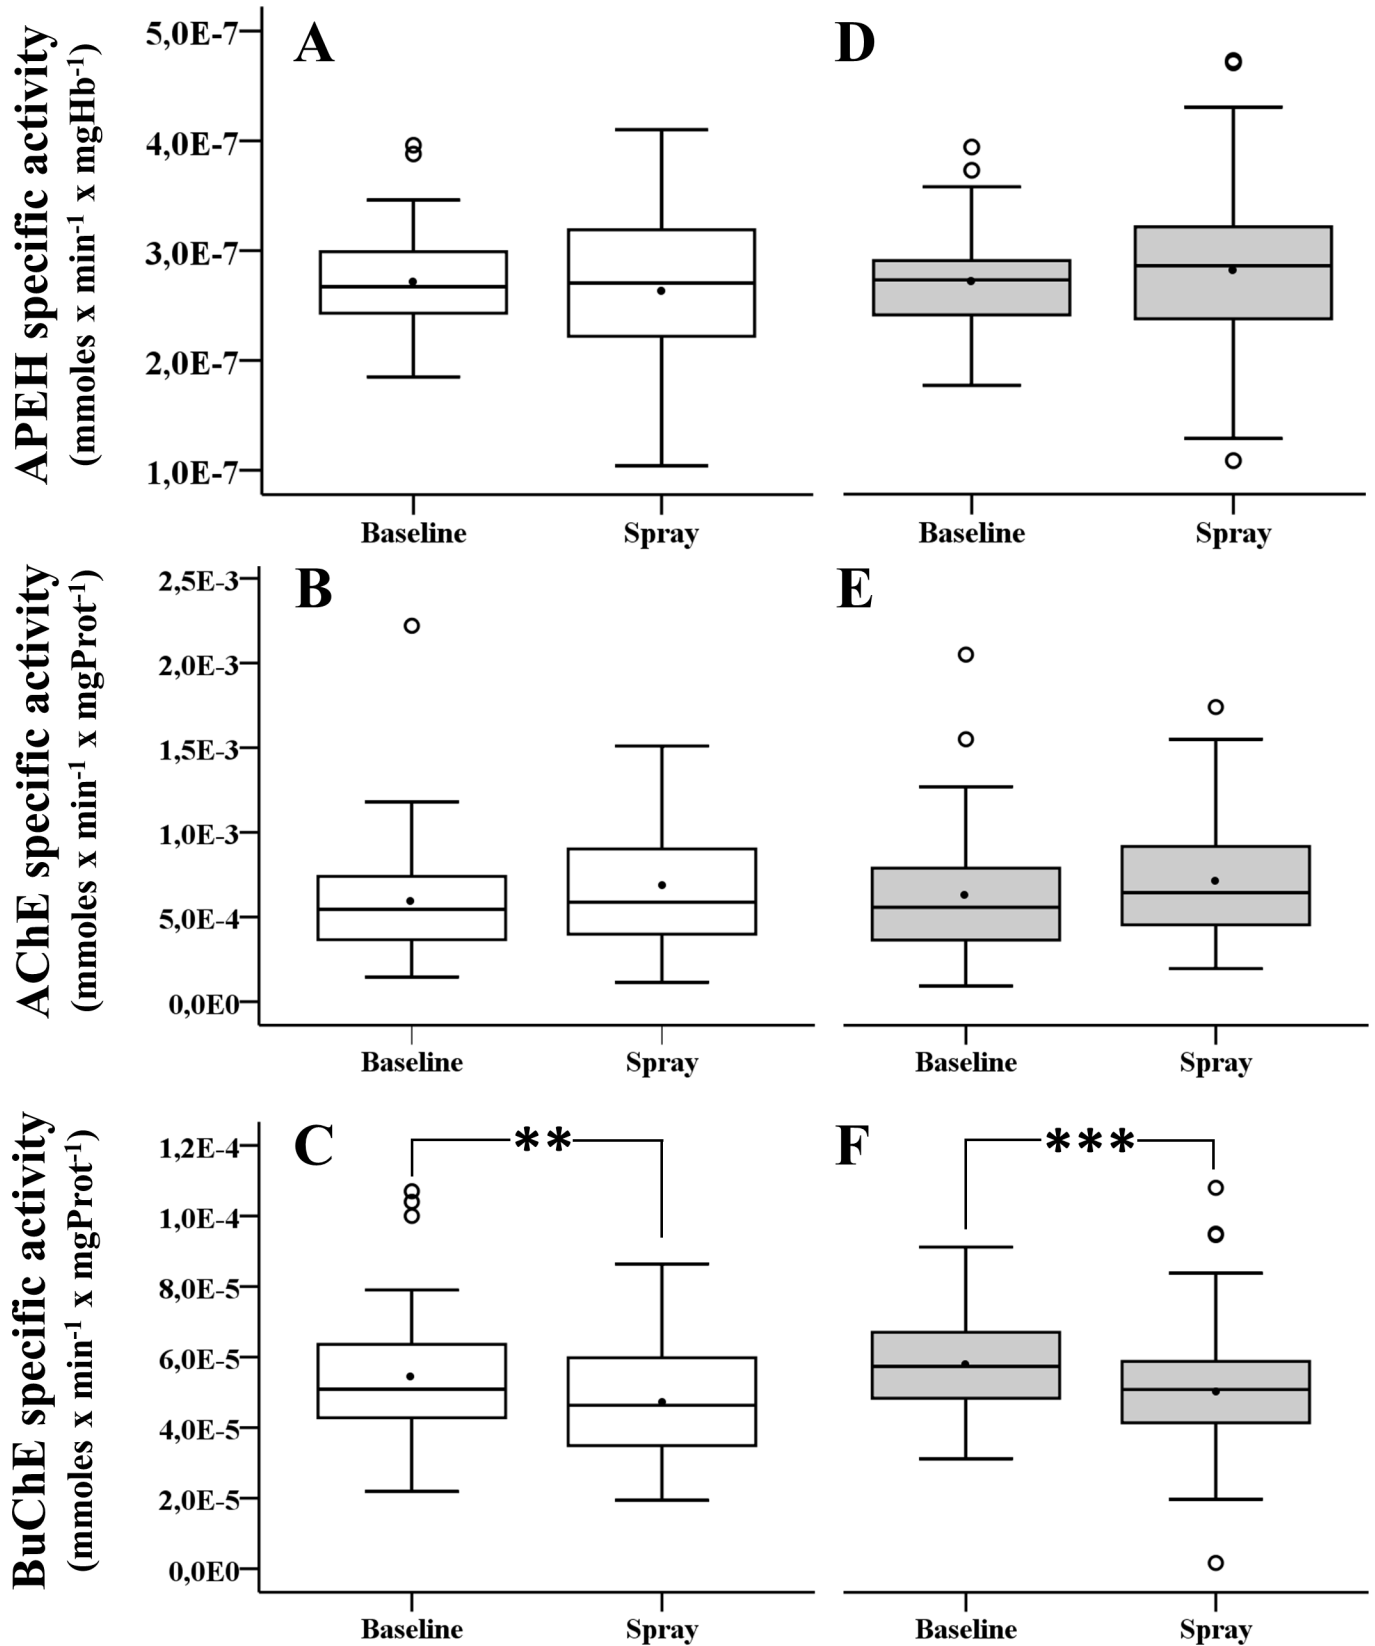 APEH specific activity
(mmoles x min⁻¹ x mgHb⁻¹)
5,0E-7
4,0E-7
3,0E-7
2,0E-7
1,0E-7
A
Baseline
Spray
D
Baseline
Spray
AChE specific activity
(mmoles x min⁻¹ x mgProt⁻¹)
2,5E-3
2,0E-3
1,5E-3
1,0E-3
5,0E-4
0,0E0
B
Baseline
Spray
E
Baseline
Spray
BuChE specific activity
(mmoles x min⁻¹ x mgProt⁻¹)
1,2E-4
1,0E-4
8,0E-5
6,0E-5
4,0E-5
2,0E-5
0,0E0
C
**
Baseline
Spray
F
***
Baseline
Spray